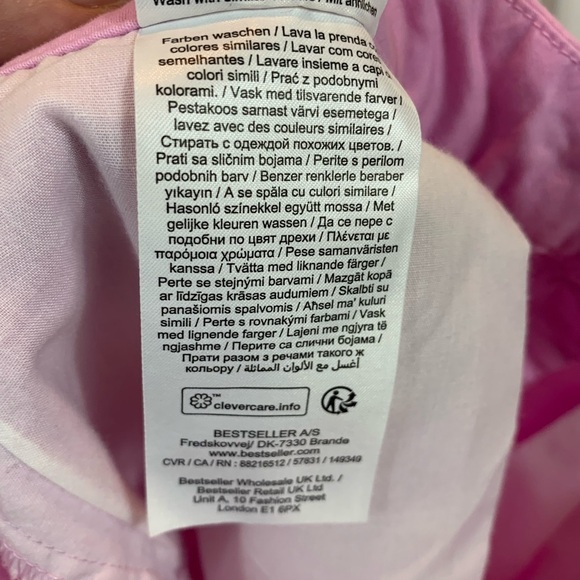 Wash with similar
Farben waschen / Lava la prenda
colores similares / Lavar com cores
semelhantes / Lavare insieme a capi
colori simili / Prać z podobnymi
kolorami. / Vask med tilsvarende farver /
Pestakoos sarnast värvi esemetega /
lavez avec des couleurs similaires /
Стирать с одеждой похожих цветов. /
Prati sa sličnim bojama / Perite s perilom
podobnih barv / Benzer renklerle beraber
yıkayın / A se spăla cu culori similare /
Hasonló színekkel együtt mossa / Met
gelijke kleuren wassen / Да се пере с
подобни по цвят дрехи / Πλένεται με
παρόμοια χρώματα / Pese samanväristen
kanssa / Tvätta med liknande färger /
Perte se stejnými barvami / Mazgāt kopā
ar līdzīgas krāsas audumiem / Skalbti su
panašiomis spalvomis / Aħsel ma' kuluri
simili / Perte s rovnakými farbami / Vask
med lignende farger / Lajeni me ngjyra të
ngjashme / Перите са слични бојама /
Прати разом з речами такого ж
кольору / أغسل مع الألوان المماثلة /
™ clevercare.info
BESTSELLER A/S
Fredskovvej/ DK-7330 Brande
www.bestseller.com
CVR / CA / RN : 88216512 / 57831 / 149349
Bestseller Wholesale UK Ltd. /
Bestseller Retail UK Ltd.
Unit A, 10 Fashion Street
London E1 6PX